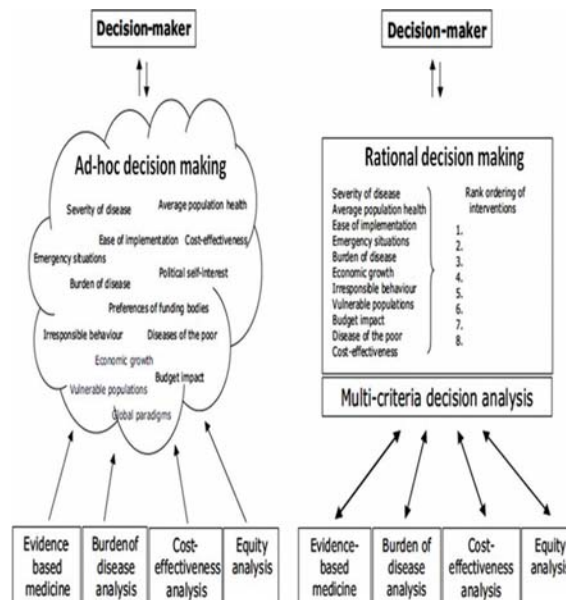 Decision-maker
Ad-hoc decision making
Severity of disease
Average population health
Ease of implementation
Cost-effectiveness
Emergency situations
Political self-interest
Burden of disease
Preferences of funding bodies
Irresponsible behaviour
Diseases of the poor
Economic growth
Budget impact
Vulnerable populations
Global paradigms
Evidence
based
medicine
Burden of
disease
analysis
Cost-
effectiveness
analysis
Equity
analysis
Decision-maker
Rational decision making
Severity of disease
Average population health
Ease of implementation
Emergency situations
Burden of disease
Economic growth
Irresponsible behaviour
Vulnerable populations
Budget impact
Disease of the poor
Cost-effectiveness
Rank ordering of
interventions
1.
2.
3.
4.
5.
6.
7.
8.
Multi-criteria decision analysis
Evidence-
based
medicine
Burden of
disease
analysis
Cost-
effectiveness
analysis
Equity
analysis